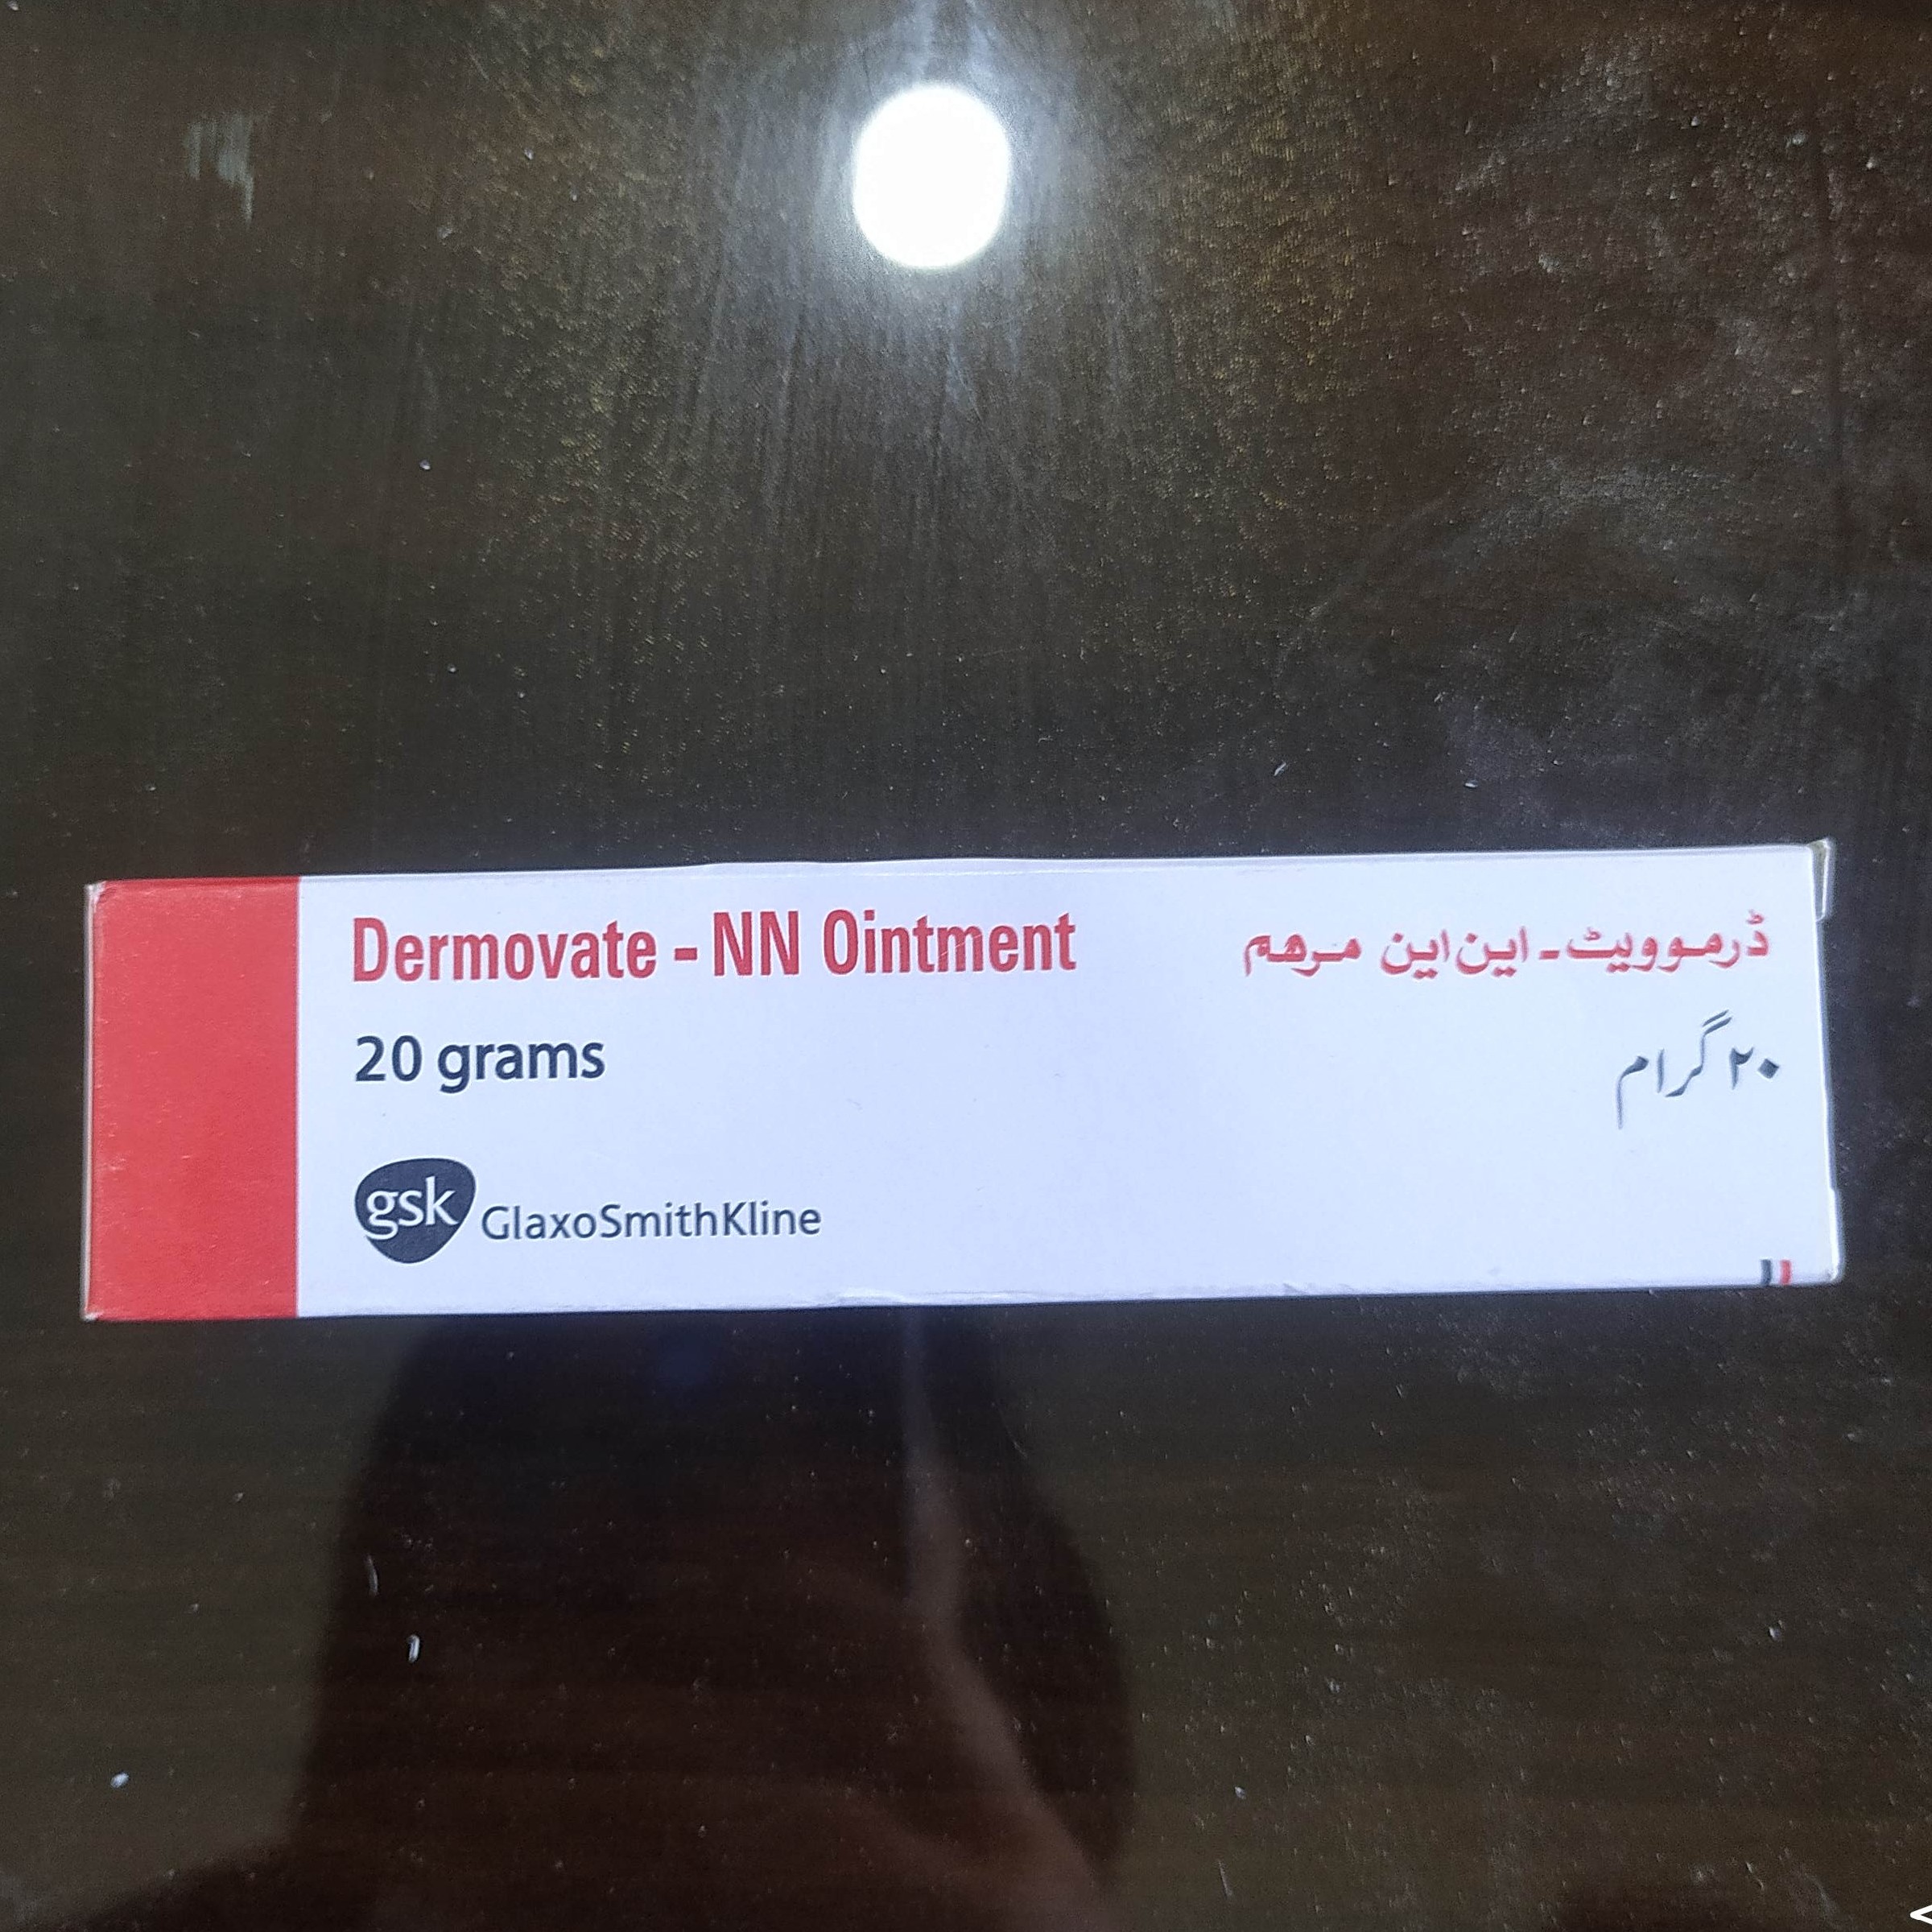 Dermovate - NN Ointment
ڈرموویٹ۔این این مرہم
20 grams
۲۰ گرام
gsk GlaxoSmithKline